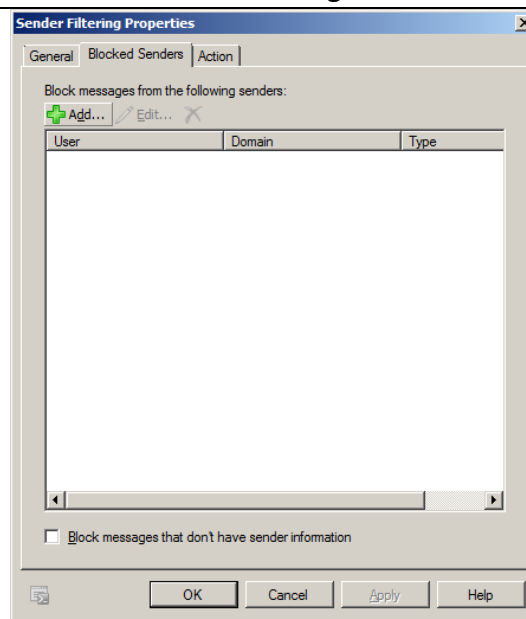 Sender Filtering Properties
General Blocked Senders Action
Block messages from the following senders:
Add... Edit...
User Domain Type
Block messages that don't have sender information
OK Cancel Apply Help